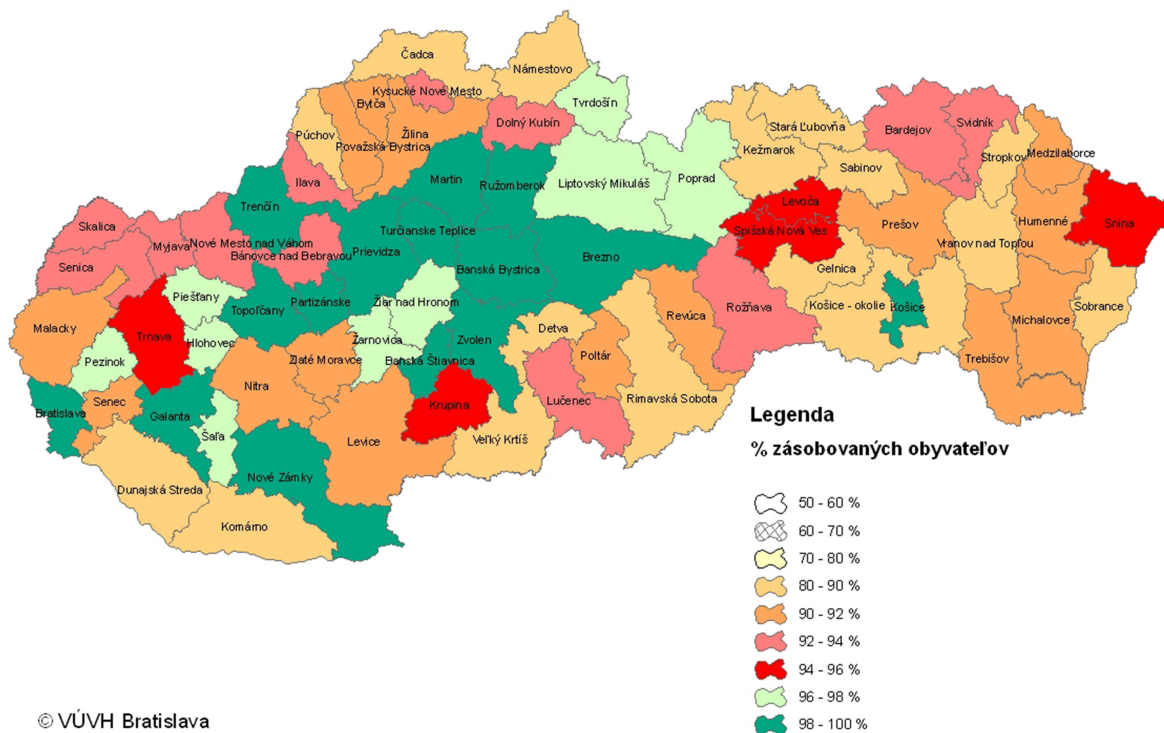 Čadca
Námestovo
Kysucké Nové Mesto
Tvrdošín
Bytča
Dolný Kubín
Púchov
Žilina
Považská Bystrica
Stará Ľubovňa
Bardejov
Svidník
Kežmarok
Stropkov
Medzilaborce
Sabinov
Ilava
Martin
Ružomberok
Liptovský Mikuláš
Poprad
Levoča
Trenčín
Snina
Skalica
Turčianske Teplice
Spišská Nová Ves
Prešov
Humenné
Myjava
Nové Mesto nad Váhom
Bánovce nad Bebravou
Prievidza
Vranov nad Topľou
Senica
Banská Bystrica
Brezno
Gelnica
Piešťany
Topoľčany
Partizánske
Žiar nad Hronom
Rožňava
Košice - okolie
Košice
Sobrance
Malacky
Trnava
Hlohovec
Žarnovica
Zvolen
Detva
Revúca
Michalovce
Pezinok
Zlaté Moravce
Banská Štiavnica
Poltár
Trebišov
Nitra
Bratislava
Senec
Galanta
Krupina
Lučenec
Rimavská Sobota
Šaľa
Levice
Veľký Krtíš
Nové Zámky
Dunajská Streda
Komárno
Legenda
% zásobovaných obyvateľov
50 - 60 %
60 - 70 %
70 - 80 %
80 - 90 %
90 - 92 %
92 - 94 %
94 - 96 %
96 - 98 %
98 - 100 %
© VÚVH Bratislava